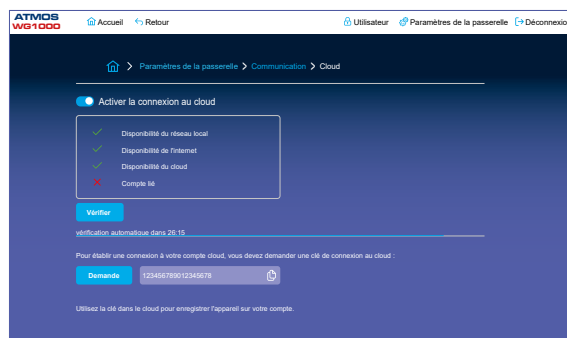 ATMOS
WG1000
Accueil Retour Utilisateur Paramètres de la passerelle Déconnexio
Paramètres de la passerelle > Communication > Cloud
Activer la connexion au cloud
Disponibilité du réseau local
Disponibilité de l'internet
Disponibilité du cloud
Compte lié
Vérifier
vérification automatique dans 26:15
Pour établir une connexion à votre compte cloud, vous devez demander une clé de connexion au cloud :
Demande 123456789012345678
Utilisez la clé dans le cloud pour enregistrer l'appareil sur votre compte.